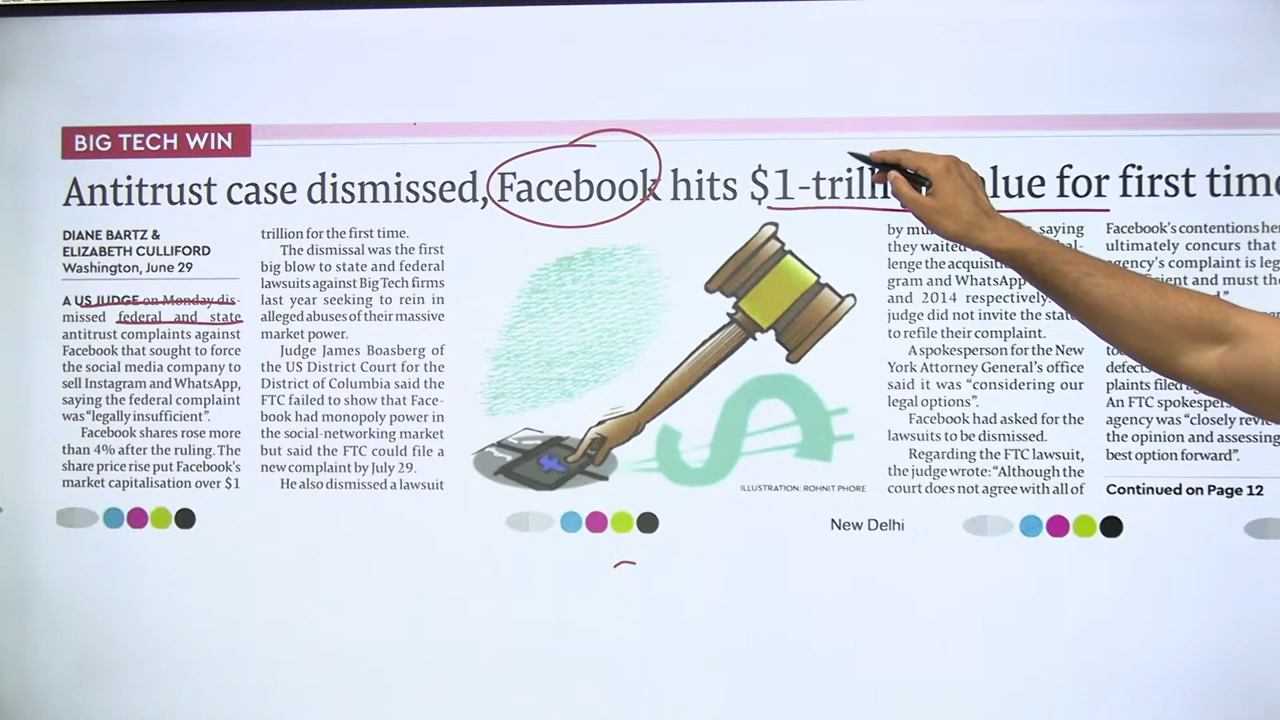 BIG TECH WIN
Antitrust case dismissed, Facebook hits $1-trill alue for first time
DIANE BARTZ &
ELIZABETH CULLIFORD
Washington, June 29
A US JUDGE on Monday dis-
missed federal and state
antitrust complaints against
Facebook that sought to force
the social media company to
sell Instagram and WhatsApp,
saying the federal complaint
was "legally insufficient".
Facebook shares rose more
than 4% after the ruling. The
share price rise put Facebook's
market capitalisation over $1
trillion for the first time.
The dismissal was the first
big blow to state and federal
lawsuits against Big Tech firms
last year seeking to rein in
alleged abuses of their massive
market power.
Judge James Boasberg of
the US District Court for the
District of Columbia said the
FTC failed to show that Face-
book had monopoly power in
the social-networking market
but said the FTC could file a
new complaint by July 29.
He also dismissed a lawsuit
ILLUSTRATION: ROHNIT PHORE
by saying
they waited
lenge the
gram and WhatsApp
and 2014 respectively.
judge did not invite the
to refile their complaint.
A spokesperson for the New
York Attorney General's office
said it was "considering our
legal options".
Facebook had asked for the
lawsuits to be dismissed.
Regarding the FTC lawsuit,
the judge wrote: "Although the
court does not agree with all of
Facebook's contentions
ultimately concurs that
agency's complaint is
and must
An FTC
agency was "closely
the opinion and assessing
best option forward".
Continued on Page 12
New Delhi